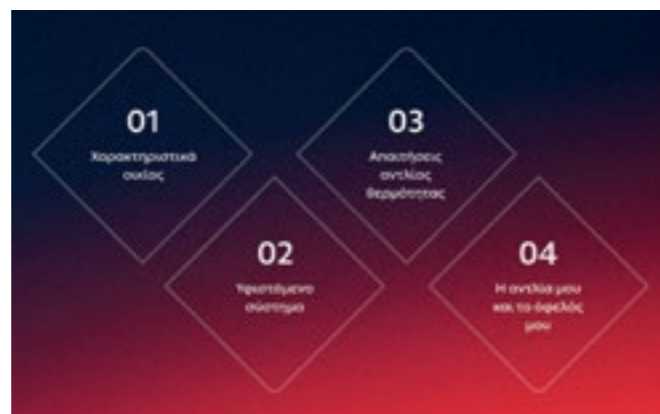 01
Χαρακτηριστικά
οικίας
02
Υφιστάμενο
σύστημα
03
Απαιτήσεις
αντλίας
θερμότητας
04
Η αντλία μου
και το όφελός
μου